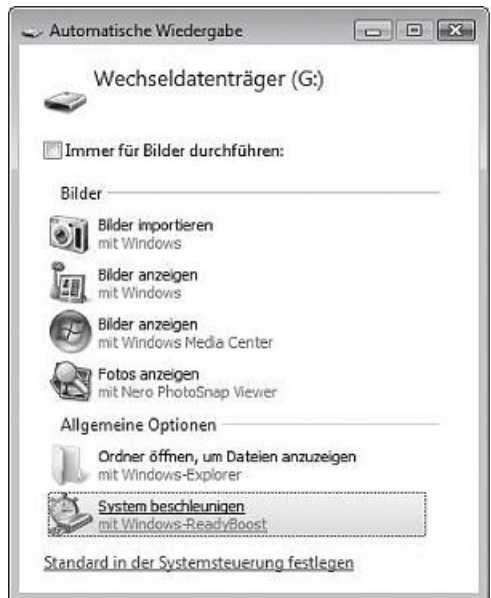 Automatische Wiedergabe
Wechseldatenträger (G:)
Immer für Bilder durchführen:
Bilder
Bilder importieren
mit Windows
Bilder anzeigen
mit Windows
Bilder anzeigen
mit Windows Media Center
Fotos anzeigen
mit Nero PhotoSnap Viewer
Allgemeine Optionen
Ordner öffnen, um Dateien anzuzeigen
mit Windows-Explorer
System beschleunigen
mit Windows-ReadyBoost
Standard in der Systemsteuerung festlegen